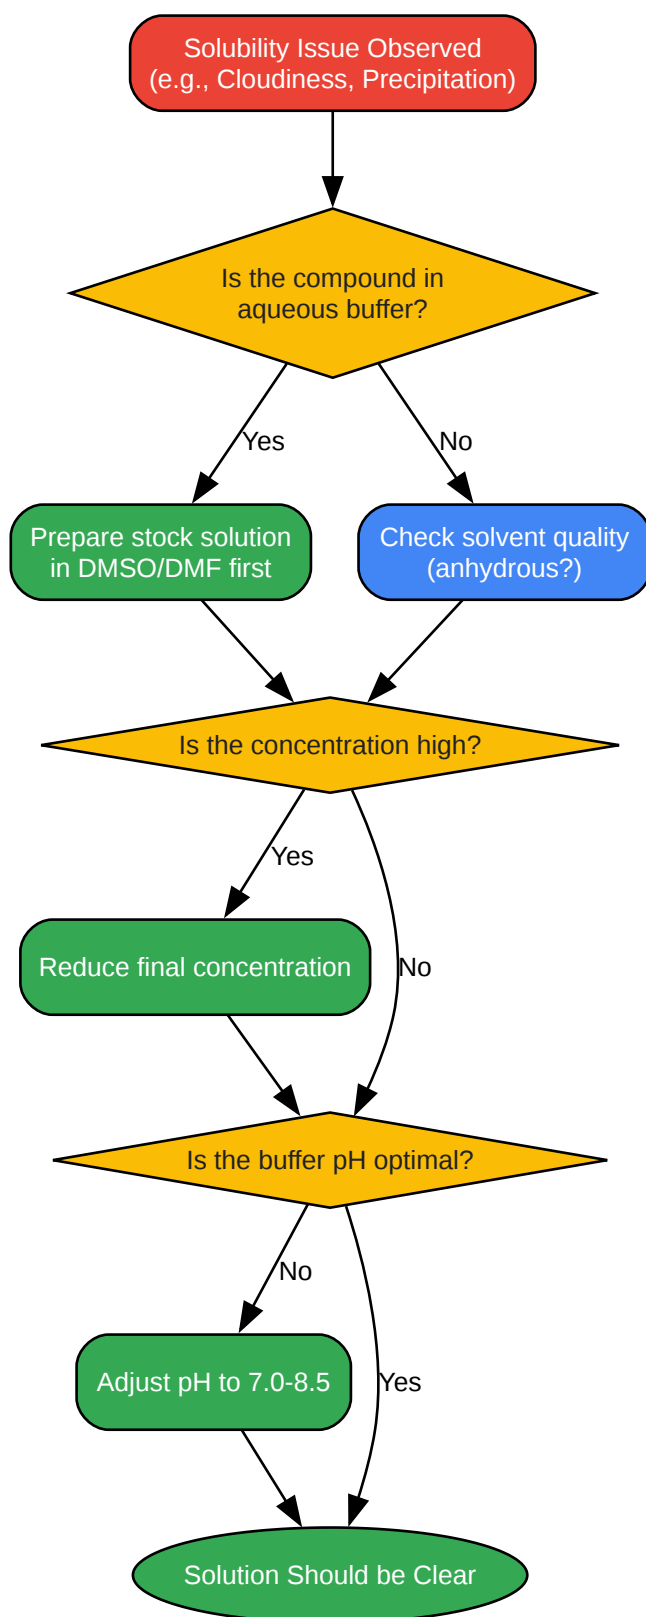 Solubility Issue Observed
(e.g., Cloudiness, Precipitation)
Is the compound in
aqueous buffer?
Yes
No
Prepare stock solution
in DMSO/DMF first
Check solvent quality
(anhydrous?)
Is the concentration high?
Yes
Reduce final concentration
No
Is the buffer pH optimal?
No
Adjust pH to 7.0-8.5
Yes
Solution Should be Clear